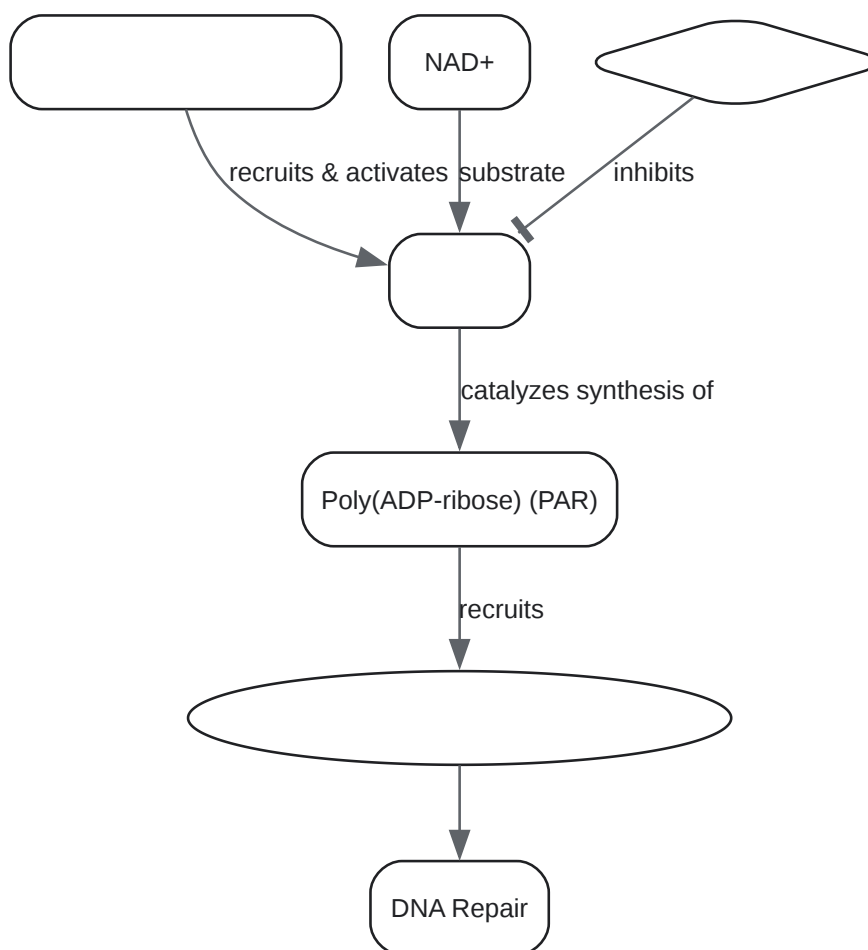 NAD+
recruits & activates
substrate
inhibits
catalyzes synthesis of
Poly(ADP-ribose) (PAR)
recruits
DNA Repair